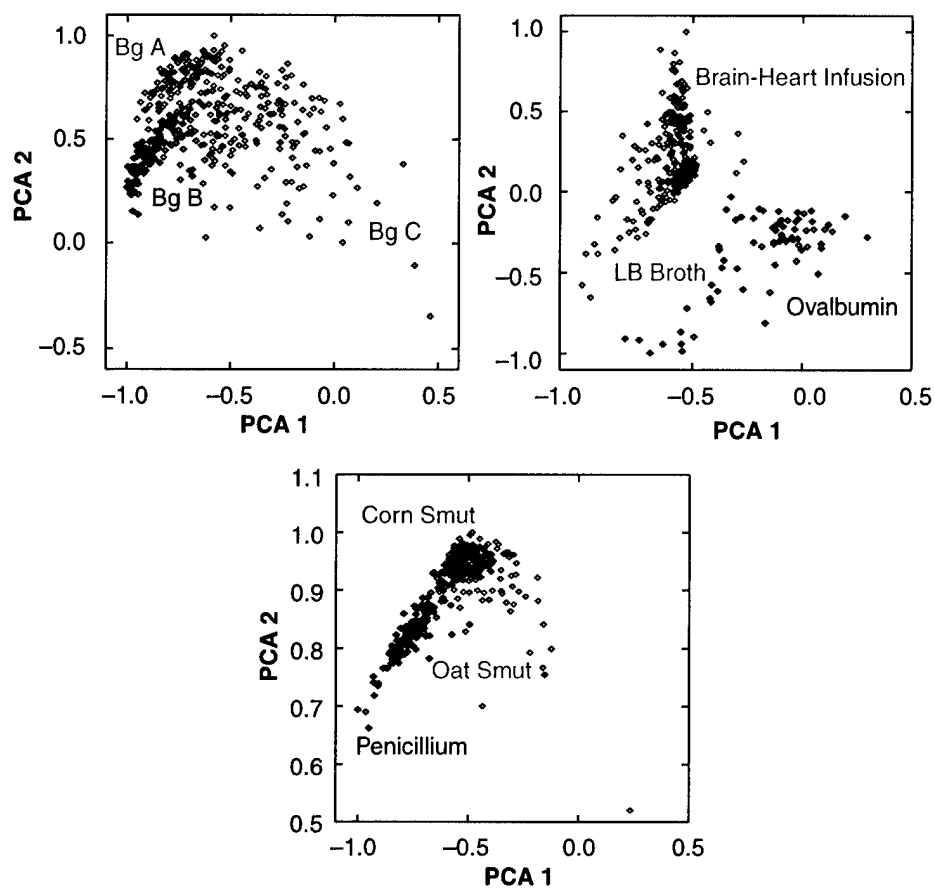 1.0
0.5
0.0
−0.5
PCA 2
Bg A
Bg B
Bg C
−1.0 −0.5 0.0 0.5
PCA 1
1.0
0.5
0.0
−0.5
−1.0
PCA 2
Brain-Heart Infusion
LB Broth
Ovalbumin
−1.0 −0.5 0.0 0.5
PCA 1
1.1
1.0
0.9
0.8
0.7
0.6
0.5
PCA 2
Corn Smut
Oat Smut
Penicillium
−1.0 −0.5 0.0 0.5
PCA 1